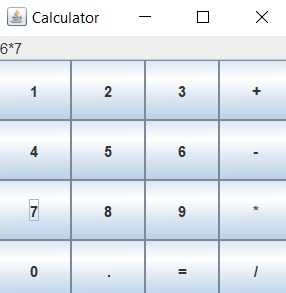 Calculator
6*7
1 2 3 +
4 5 6 -
7 8 9 *
0 . = /